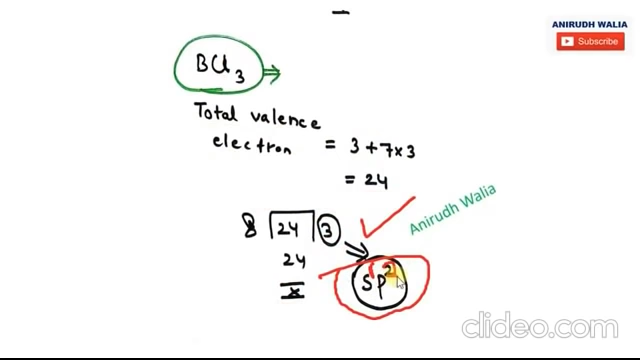 ANIRUDH WALIA
Subscribe
BCl3
Total valence
electron = 3+7×3
= 24
8 24 3
24
x
SP2
Anirudh Walia
clideo.com